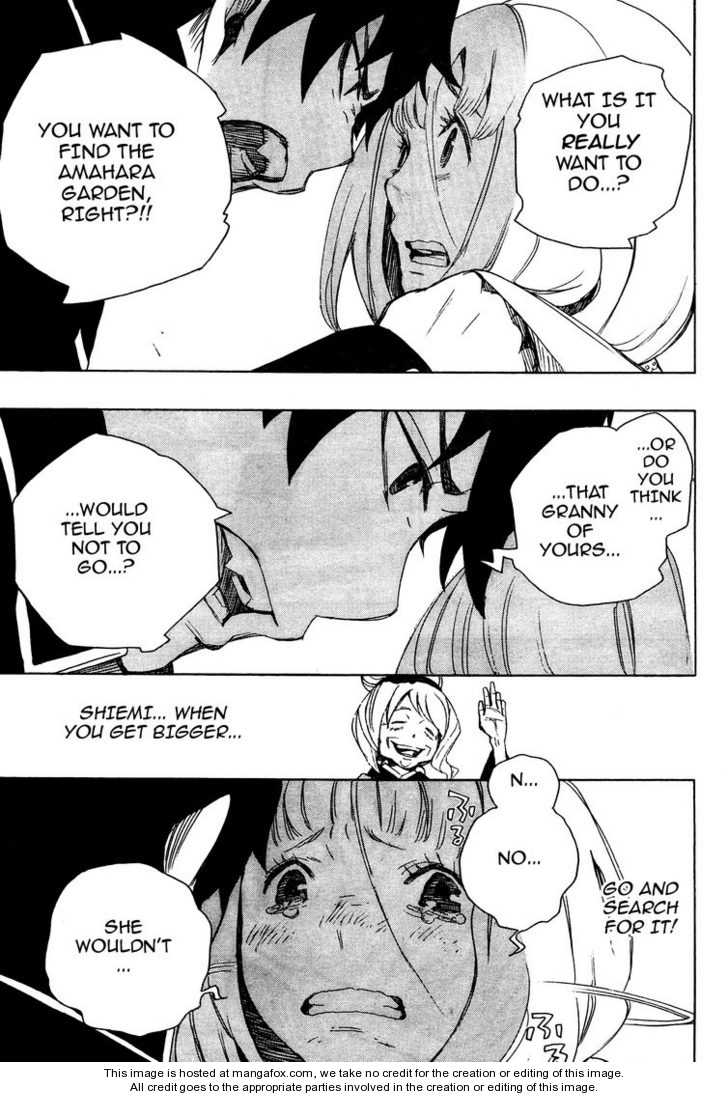 WHAT IS IT
YOU
REALLY
WANT TO
DO...?
YOU WANT TO
FIND THE
AMAHARA
GARDEN,
RIGHT?!!
...OR
DO
YOU
THINK
...
...THAT
GRANNY
OF
YOURS...
...WOULD
TELL YOU
NOT TO
GO...?
SHIEMI... WHEN
YOU GET BIGGER...
GO AND
SEARCH
FOR IT!
N...
NO...
SHE
WOULDN'T
...
ふる
ふる
This image is hosted at mangafox.com, we take no credit for the creation or editing of this image.
All credit goes to the appropriate parties involved in the creation or editing of this image.